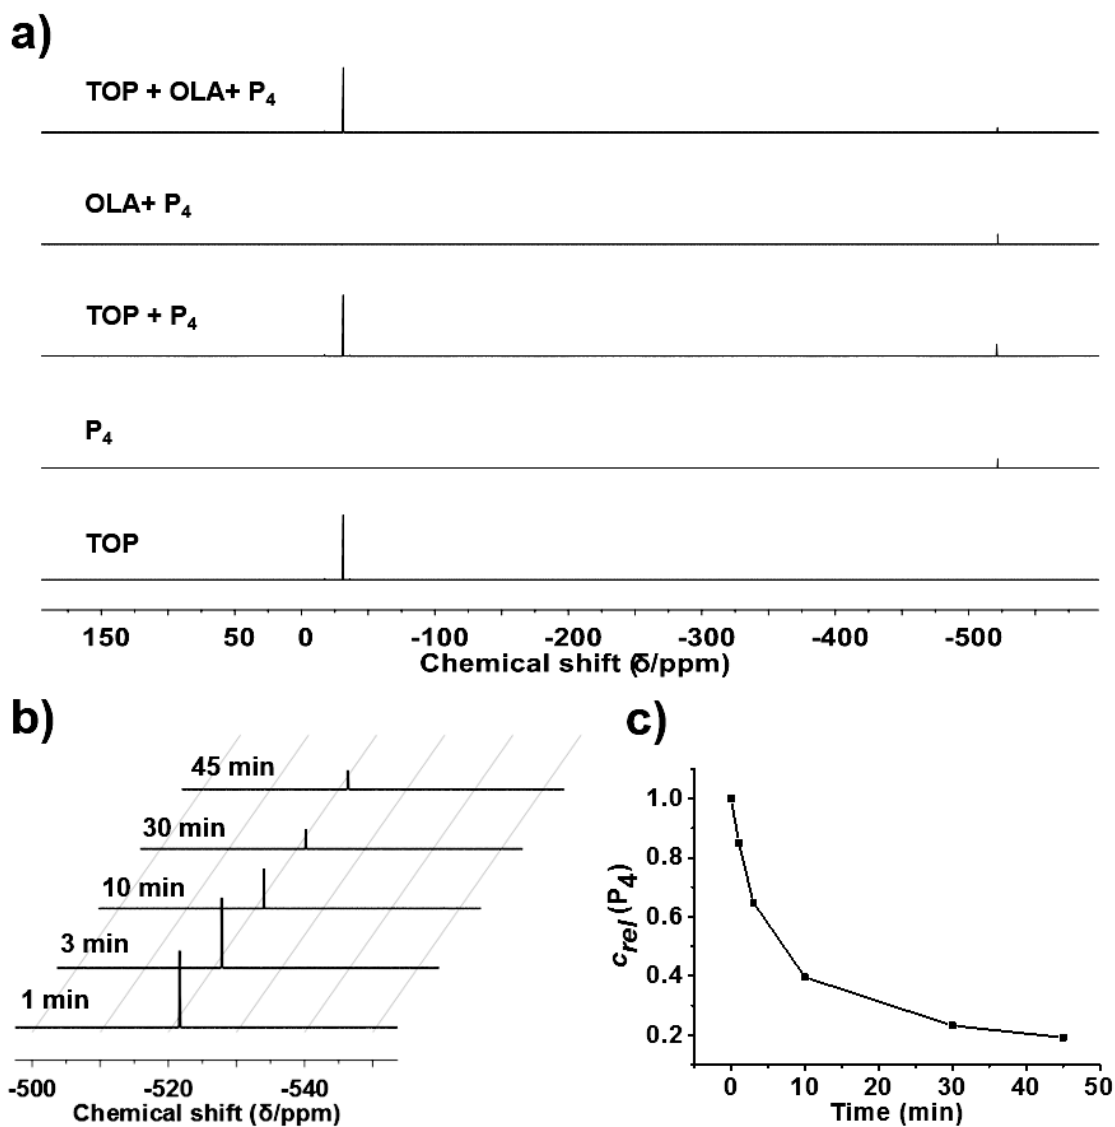 a)
TOP + OLA+ P₄
OLA+ P₄
TOP + P₄
P₄
TOP
150 50 0 -100 -200 -300 -400 -500
Chemical shift (δ/ppm)
b)
45 min
30 min
10 min
3 min
1 min
-500 -520 -540
Chemical shift (δ/ppm)
c)
1.0
0.8
0.6
0.4
0.2
c_rel (P₄)
0 10 20 30 40 50
Time (min)